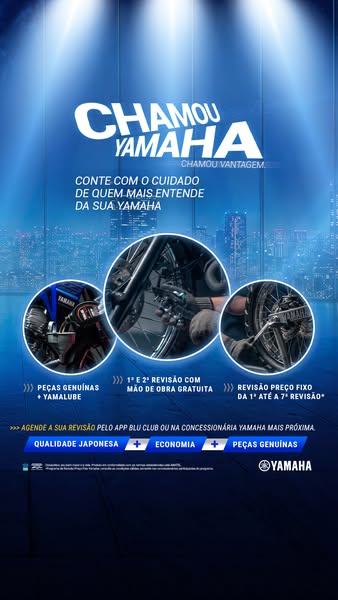 CHAMOU
YAMAHA
CHAMOU VANTAGEM.
CONTE COM O CUIDADO
DE QUEM MAIS ENTENDE
DA SUA YAMAHA
YAMAHA
>>> PEÇAS GENUÍNAS
+ YAMALUBE
>>> 1ª E 2ª REVISÃO COM
MÃO DE OBRA GRATUITA
>>> REVISÃO PREÇO FIXO
DA 1ª ATÉ A 7ª REVISÃO*
>>> AGENDE A SUA REVISÃO PELO APP BLU CLUB OU NA CONCESSIONÁRIA YAMAHA MAIS PRÓXIMA.
QUALIDADE JAPONESA + ECONOMIA + PEÇAS GENUÍNAS
YAMAHA